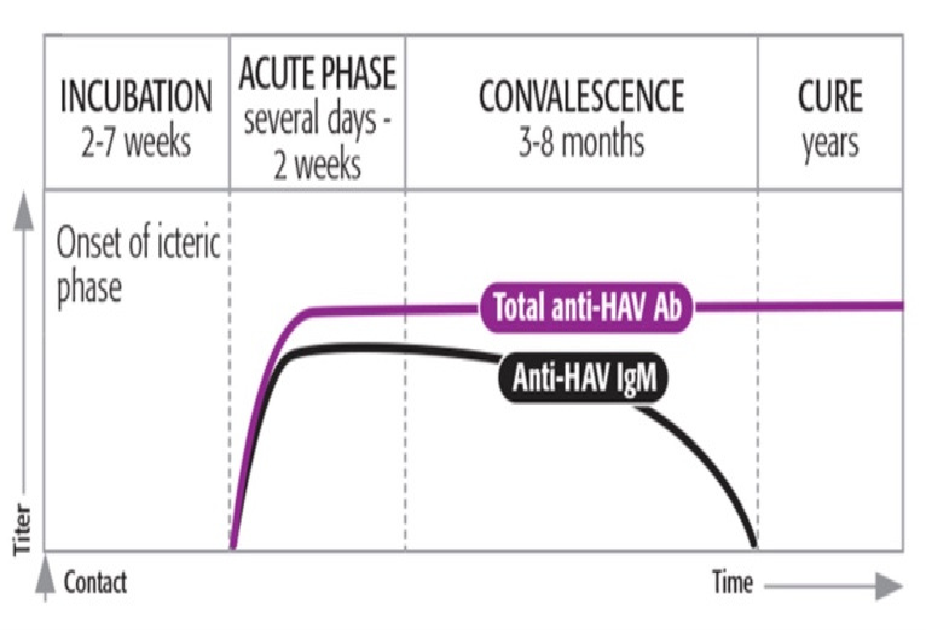 INCUBATION
2-7 weeks
ACUTE PHASE
several days -
2 weeks
CONVALESCENCE
3-8 months
CURE
years
Onset of icteric
phase
Total anti-HAV Ab
Anti-HAV IgM
Titer
Contact
Time